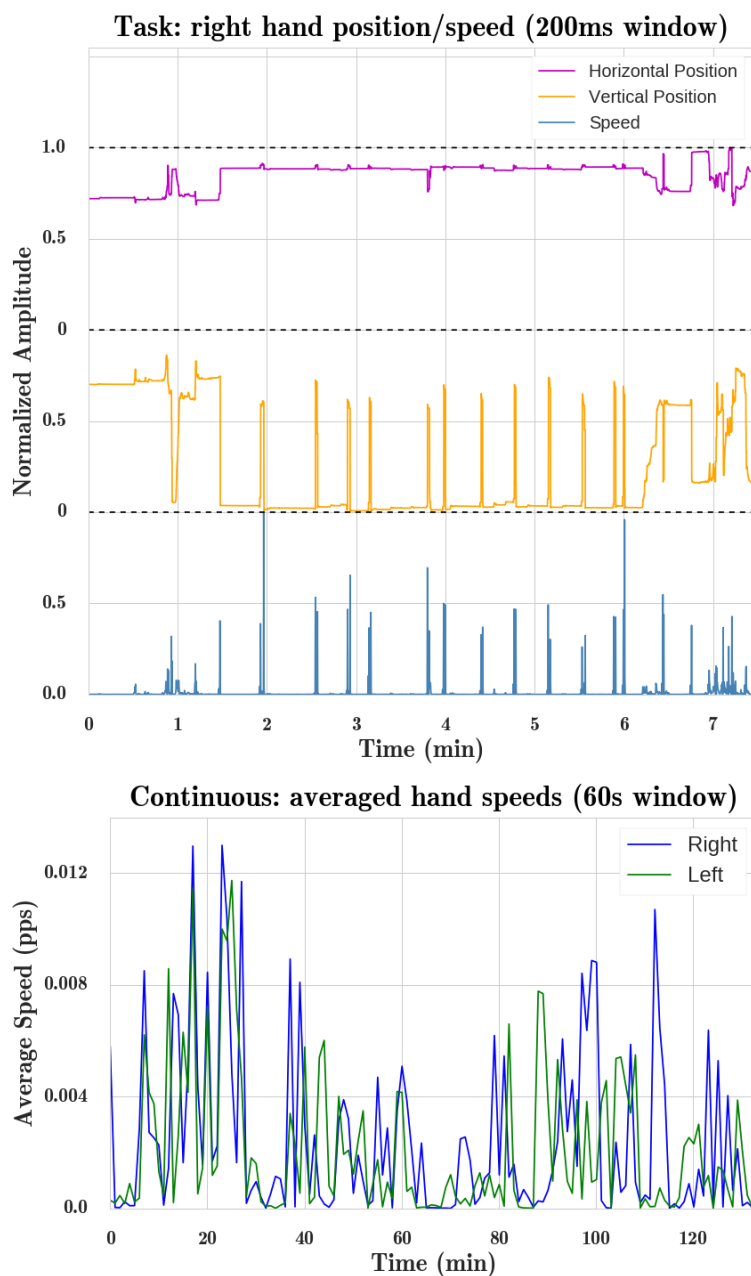 Task: right hand position/speed (200ms window)
Horizontal Position
Vertical Position
Speed
Normalized Amplitude
1.0
0.5
0
0.5
0
0.5
0.0
0 1 2 3 4 5 6 7
Time (min)
Continuous: averaged hand speeds (60s window)
Right
Left
Average Speed (pps)
0.012
0.008
0.004
0.0
0 20 40 60 80 100 120
Time (min)